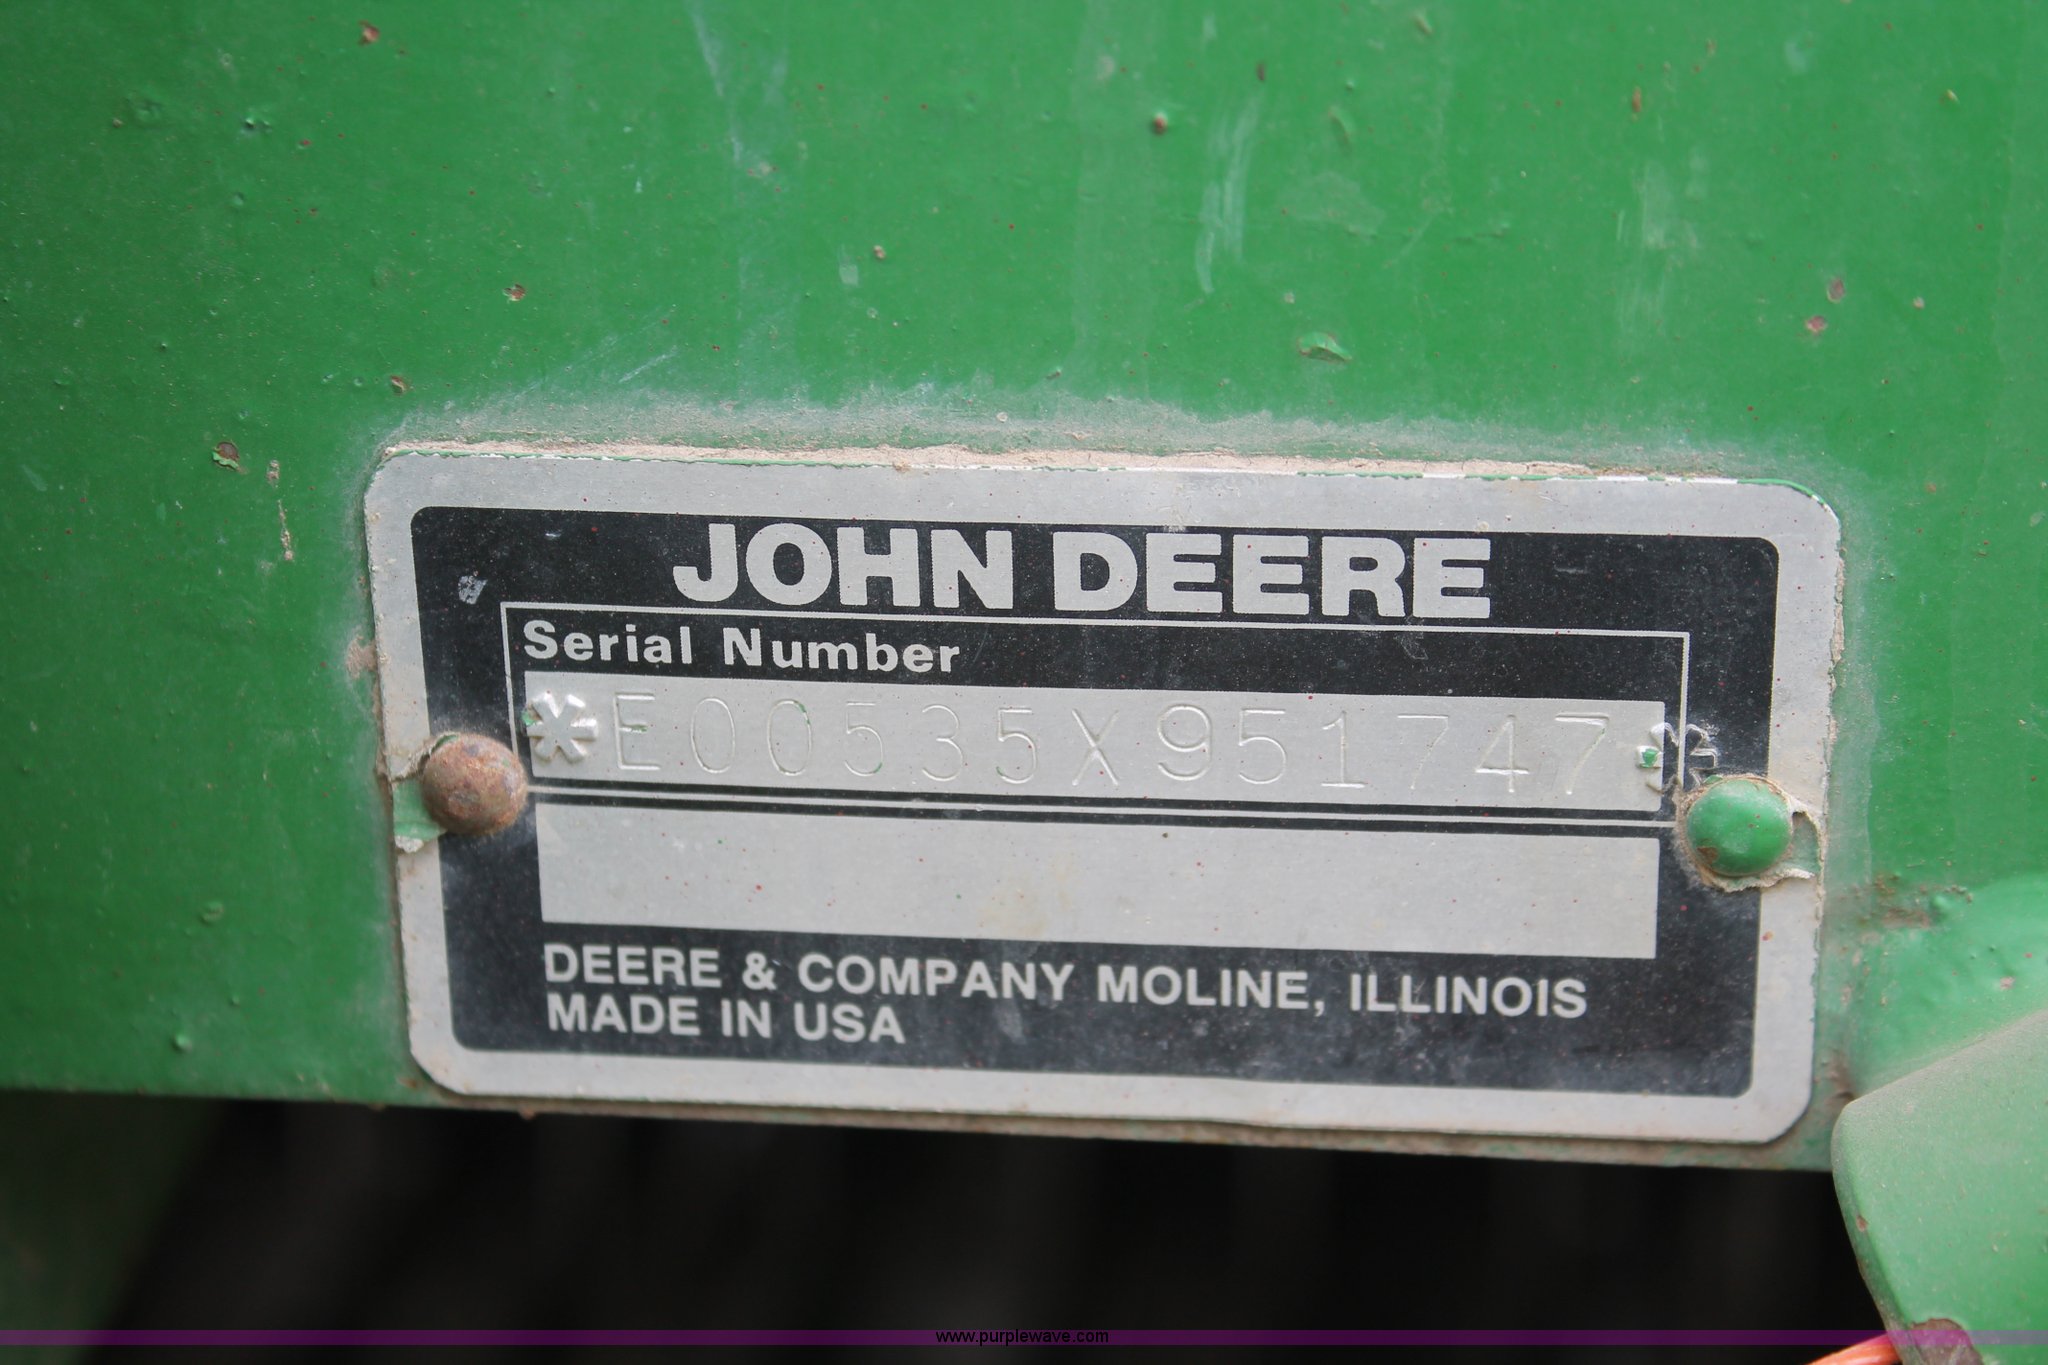 JOHN DEERE
Serial Number
*E00535X951747*
DEERE & COMPANY MOLINE, ILLINOIS
MADE IN USA
www.purplewave.com